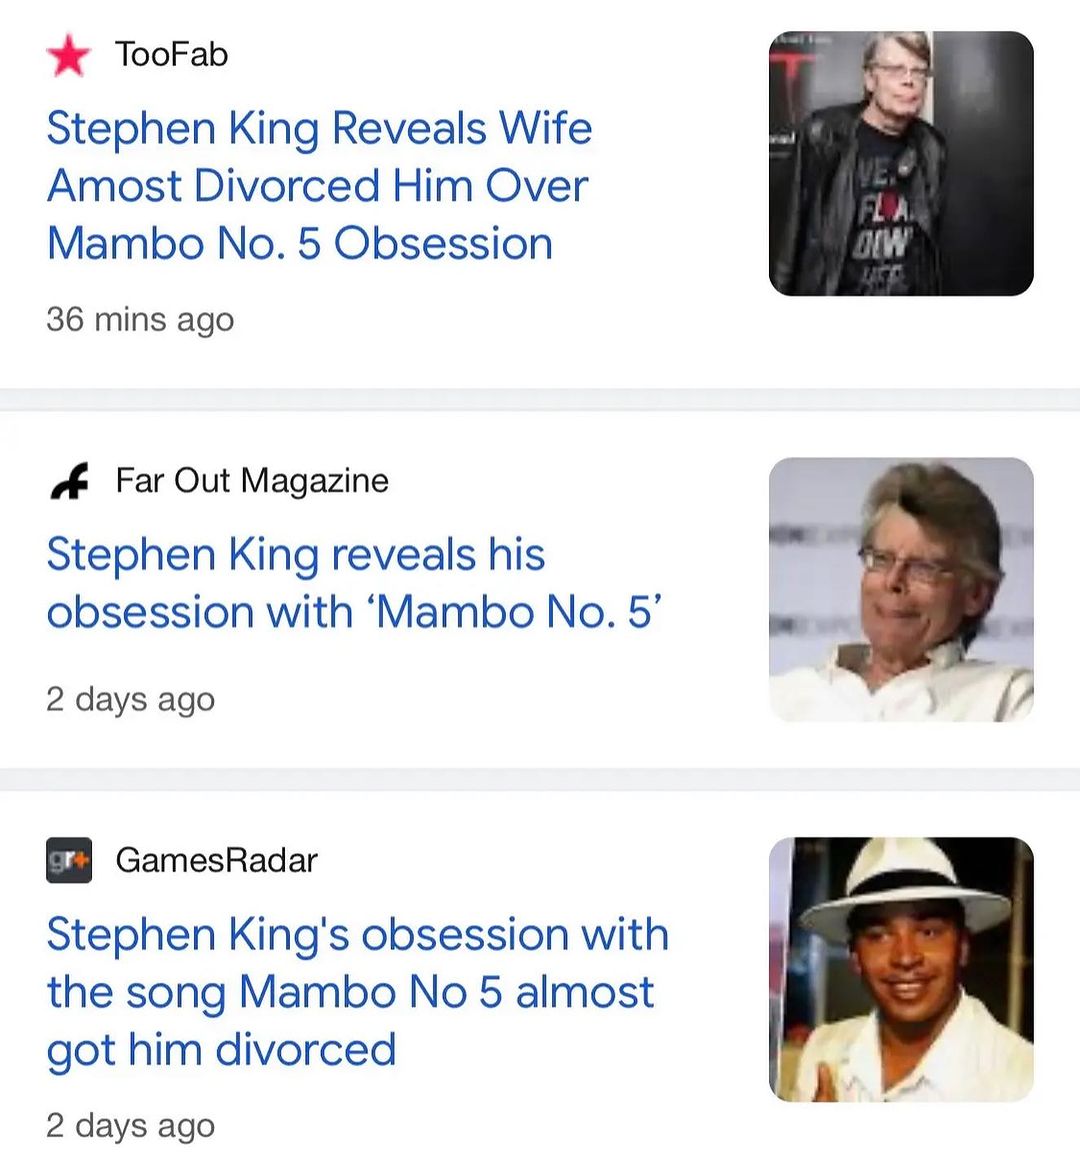 TooFab
Stephen King Reveals Wife
Amost Divorced Him Over
Mambo No. 5 Obsession
36 mins ago
Far Out Magazine
Stephen King reveals his
obsession with ‘Mambo No. 5’
2 days ago
gr+
GamesRadar
Stephen King's obsession with
the song Mambo No 5 almost
got him divorced
2 days ago